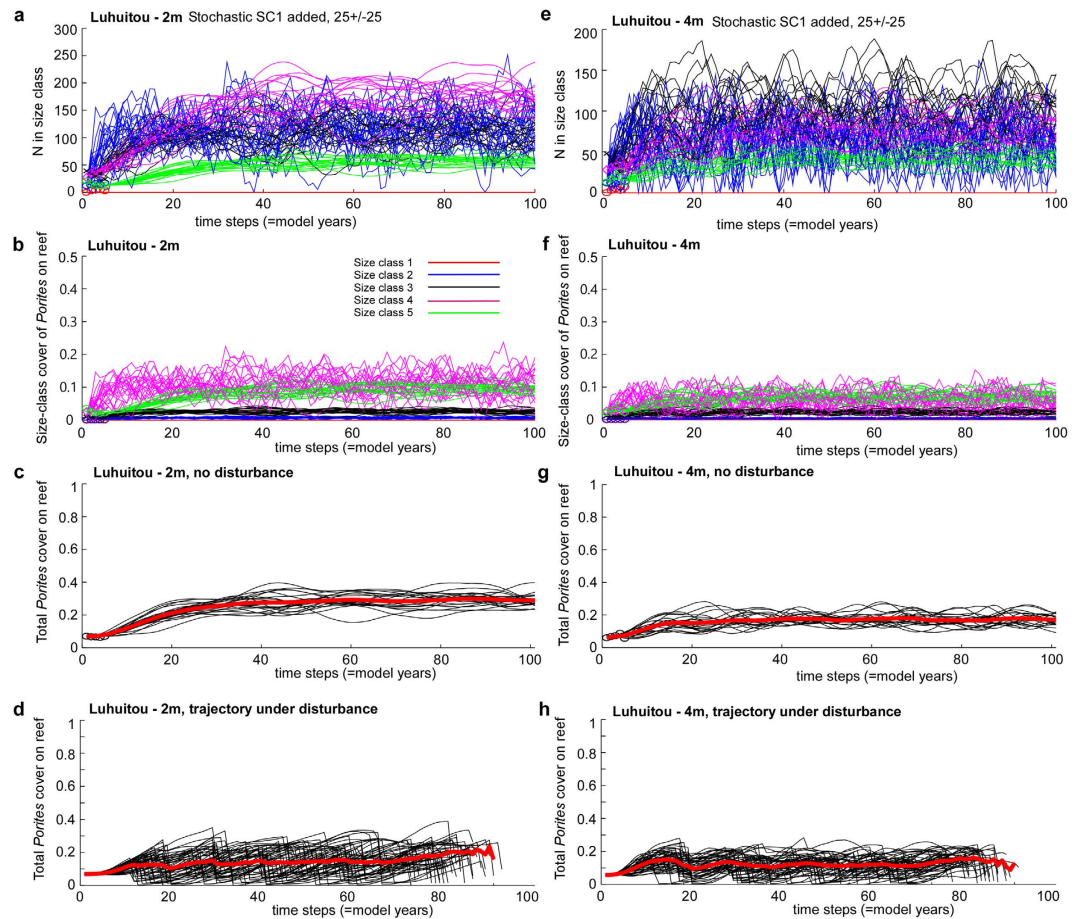 a
Luhuitou - 2m Stochastic SC1 added, 25+/-25
300
250
200
150
100
50
0
N in size class
0 20 40 60 80 100
time steps (=model years)
b
Luhuitou - 2m
0.5
0.4
0.3
0.2
0.1
0
Size-class cover of Porites on reef
Size class 1
Size class 2
Size class 3
Size class 4
Size class 5
0 20 40 60 80 100
time steps (=model years)
c
Luhuitou - 2m, no disturbance
1
0.8
0.6
0.4
0.2
0
Total Porites cover on reef
0 20 40 60 80 100
time steps (=model years)
d
Luhuitou - 2m, trajectory under disturbance
1
0.8
0.6
0.4
0.2
0
Total Porites cover on reef
0 20 40 60 80 100
time steps (=model years)
e
Luhuitou - 4m Stochastic SC1 added, 25+/-25
200
150
100
50
0
N in size class
0 20 40 60 80 100
time steps (=model years)
f
Luhuitou - 4m
0.5
0.4
0.3
0.2
0.1
0
Size-class cover of Porites on reef
0 20 40 60 80 100
time steps (=model years)
g
Luhuitou - 4m, no disturbance
1
0.8
0.6
0.4
0.2
0
Total Porites cover on reef
0 20 40 60 80 100
time steps (=model years)
h
Luhuitou - 4m, trajectory under disturbance
1
0.8
0.6
0.4
0.2
0
Total Porites cover on reef
0 20 40 60 80 100
time steps (=model years)